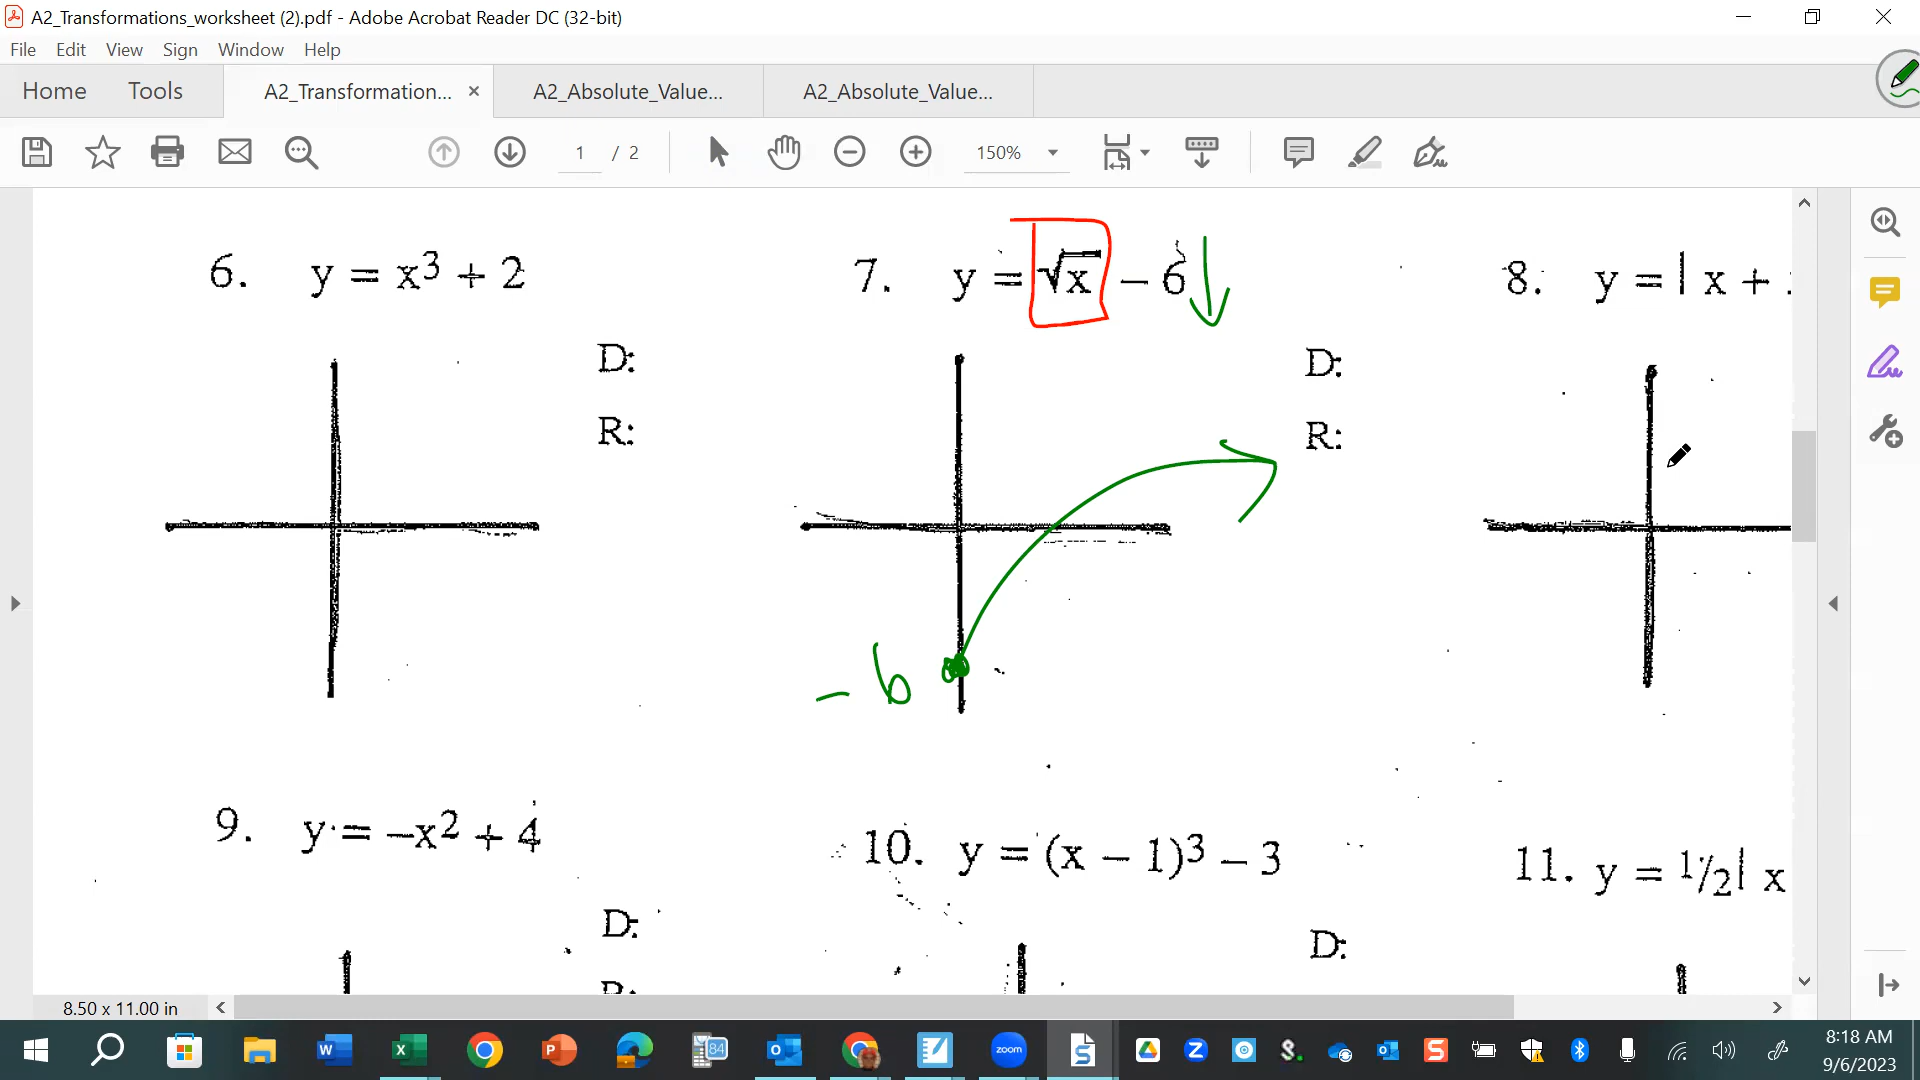 A2_Transformations_worksheet (2).pdf - Adobe Acrobat Reader DC (32-bit)
File Edit View Sign Window Help
Home Tools A2_Transformation... × A2_Absolute_Value... A2_Absolute_Value...
1 / 2 150%
6. y = x³ + 2
7. y = √x – 6
8. y = | x +
D:
R:
D:
R:
– 6
9. y = –x² + 4
10. y = (x – 1)³ – 3
11. y = 1/2| x
D:
D:
8.50 x 11.00 in
84
zoom
8:18 AM
9/6/2023